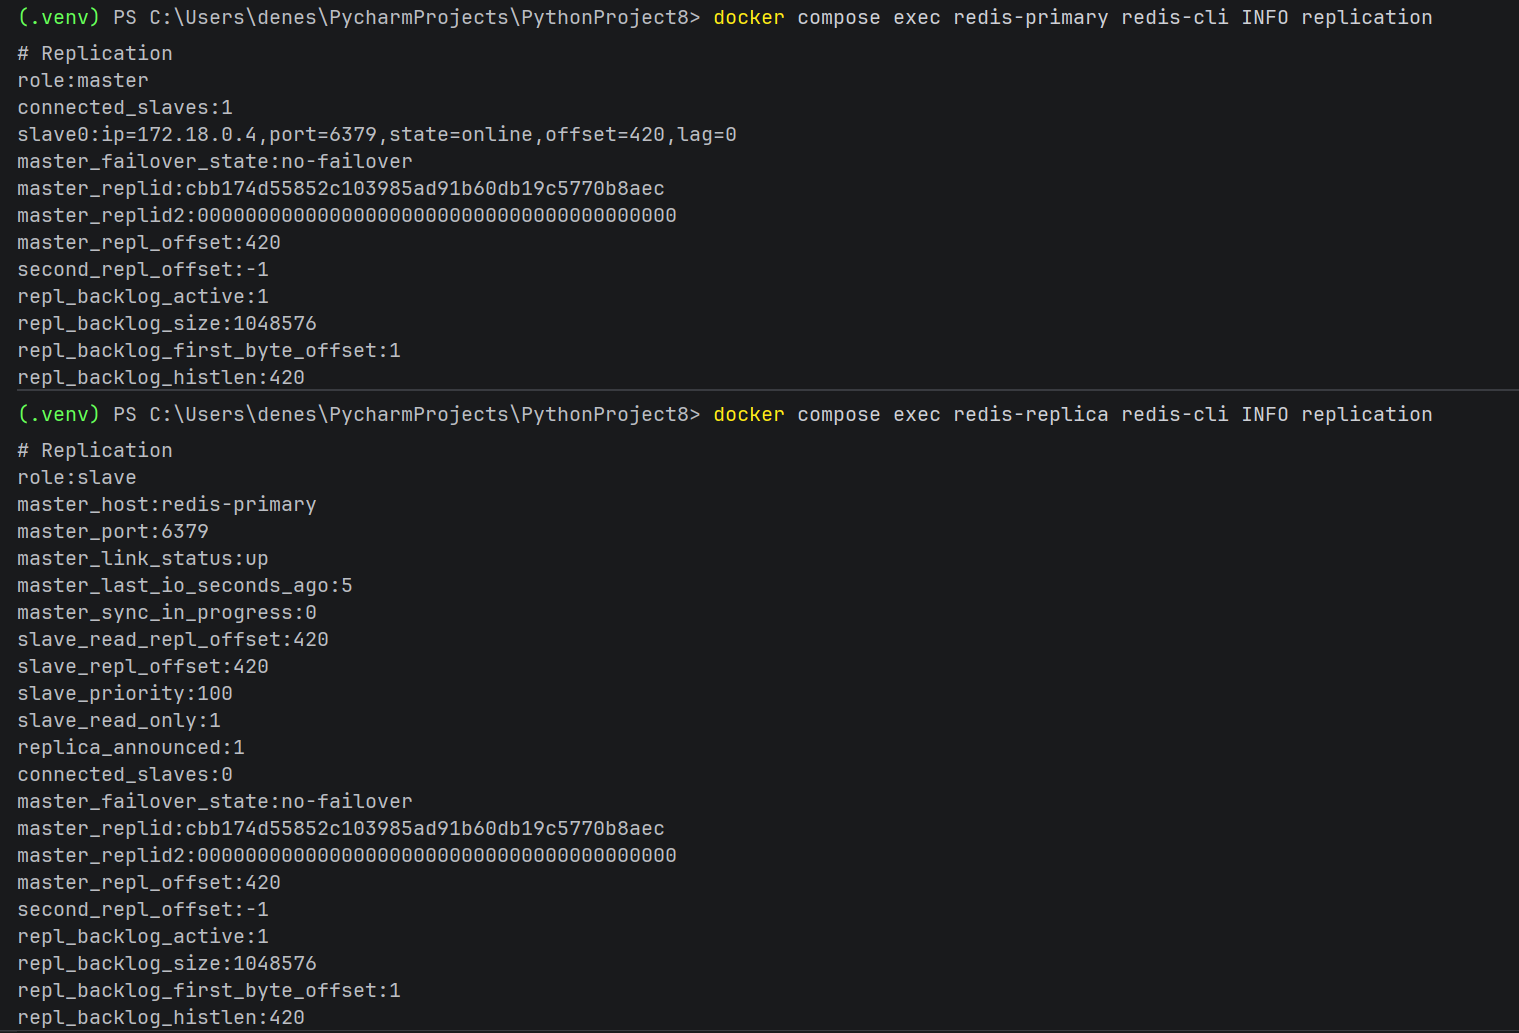 (.venv) PS C:\Users\denes\PycharmProjects\PythonProject8> docker compose exec redis-primary redis-cli INFO replication
# Replication
role:master
connected_slaves:1
slave0:ip=172.18.0.4,port=6379,state=online,offset=420,lag=0
master_failover_state:no-failover
master_replid:cbb174d55852c103985ad91b60db19c5770b8aec
master_replid2:0000000000000000000000000000000000000000
master_repl_offset:420
second_repl_offset:-1
repl_backlog_active:1
repl_backlog_size:1048576
repl_backlog_first_byte_offset:1
repl_backlog_histlen:420
(.venv) PS C:\Users\denes\PycharmProjects\PythonProject8> docker compose exec redis-replica redis-cli INFO replication
# Replication
role:slave
master_host:redis-primary
master_port:6379
master_link_status:up
master_last_io_seconds_ago:5
master_sync_in_progress:0
slave_read_repl_offset:420
slave_repl_offset:420
slave_priority:100
slave_read_only:1
replica_announced:1
connected_slaves:0
master_failover_state:no-failover
master_replid:cbb174d55852c103985ad91b60db19c5770b8aec
master_replid2:0000000000000000000000000000000000000000
master_repl_offset:420
second_repl_offset:-1
repl_backlog_active:1
repl_backlog_size:1048576
repl_backlog_first_byte_offset:1
repl_backlog_histlen:420